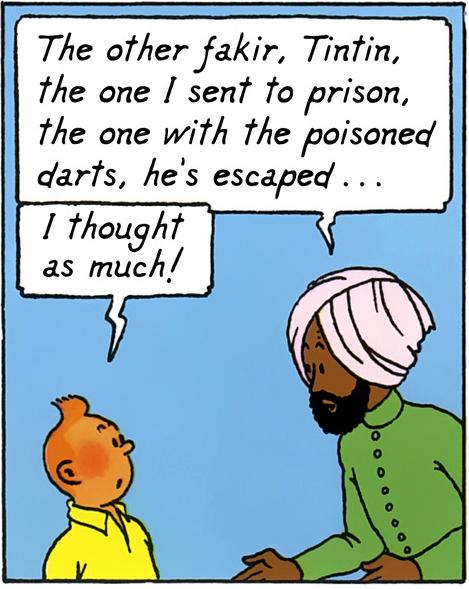 The other fakir, Tintin,
the one I sent to prison,
the one with the poisoned
darts, he's escaped ...
I thought
as much!